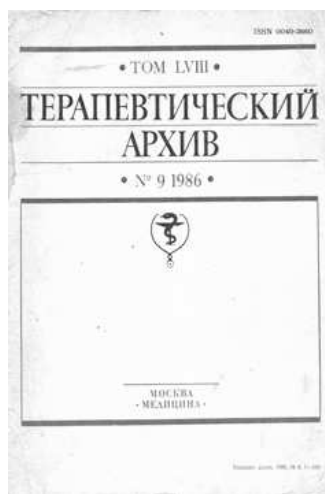 ISSN 0040-3660
• ТОМ LVIII •
ТЕРАПЕВТИЧЕСКИЙ
АРХИВ
• № 9 1986 •
МОСКВА
• МЕДИЦИНА •